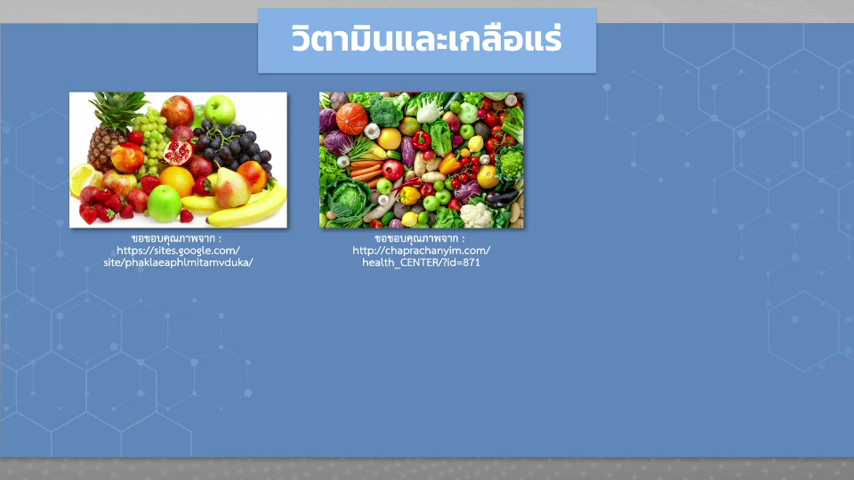 วิตามินและเกลือแร่
ขอขอบคุณภาพจาก :
https://sites.google.com/
site/phaklaeaphlmitamvduka/
ขอขอบคุณภาพจาก :
http://chaprachanyim.com/
health_CENTER/?id=871